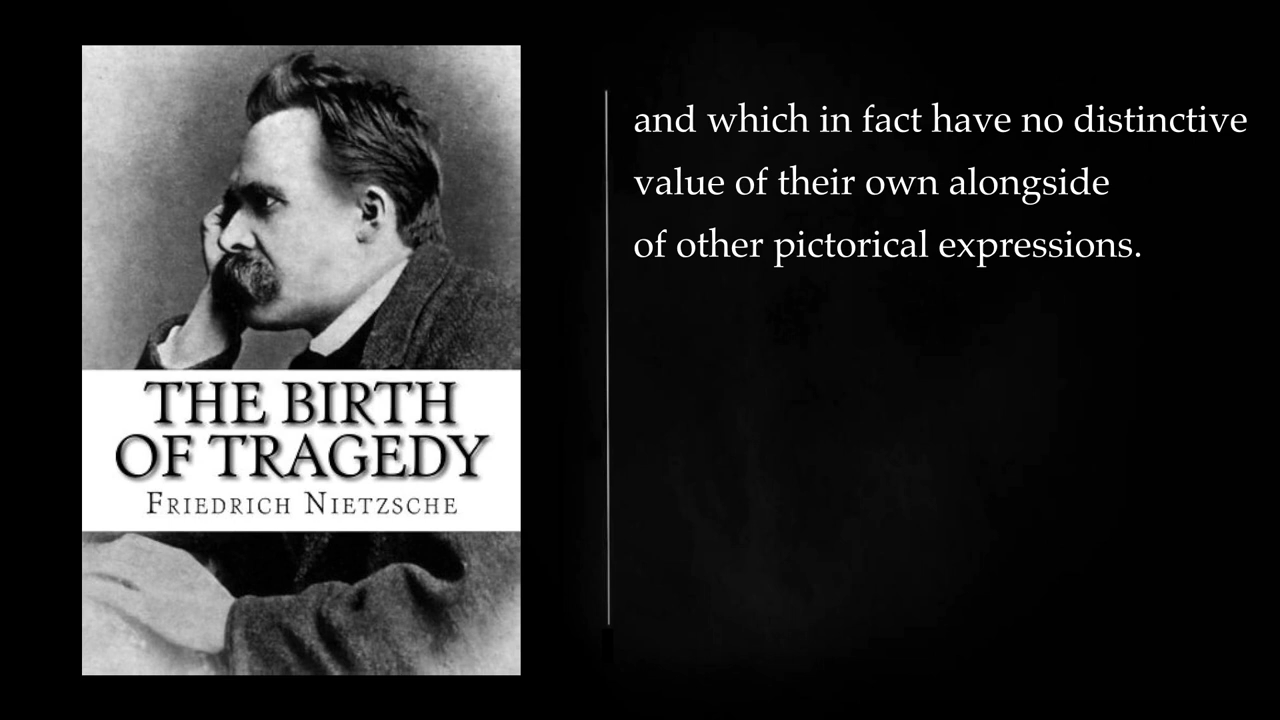 THE BIRTH
OF TRAGEDY
FRIEDRICH NIETZSCHE
and which in fact have no distinctive
value of their own alongside
of other pictorical expressions.